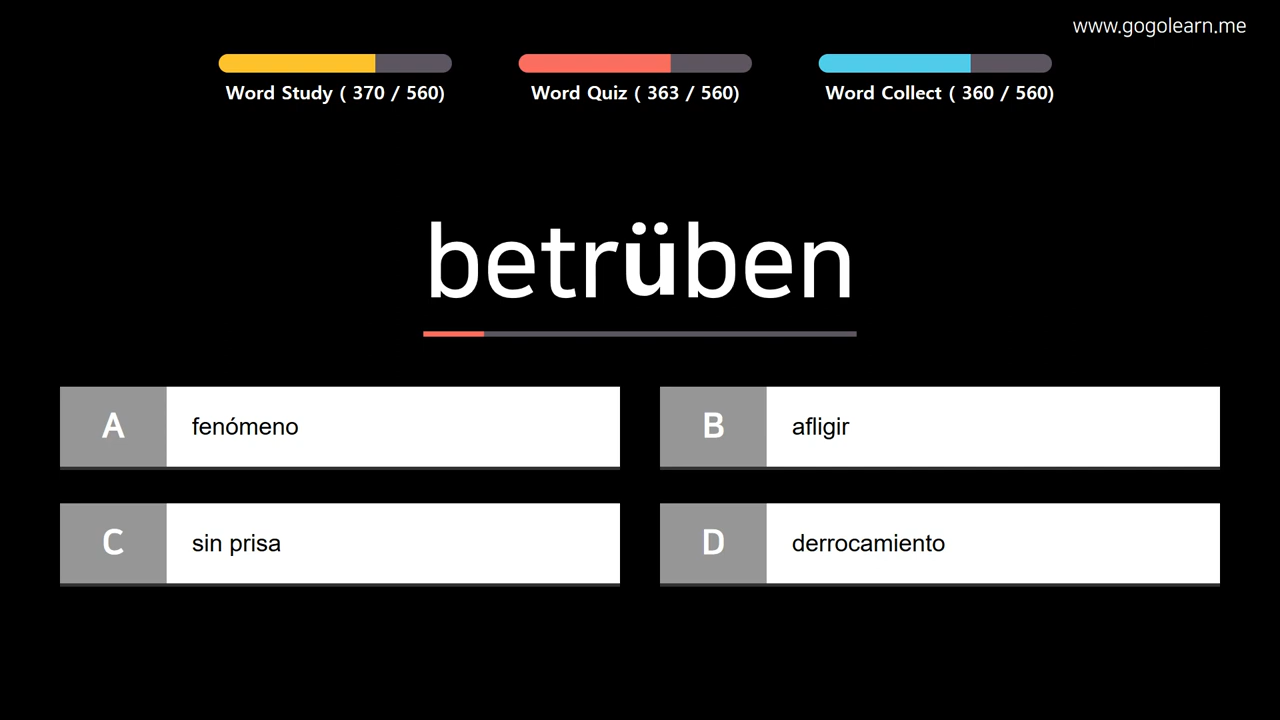 www.gogolearn.me
Word Study ( 370 / 560)
Word Quiz ( 363 / 560)
Word Collect ( 360 / 560)
betrüben
A fenómeno
B afligir
C sin prisa
D derrocamiento